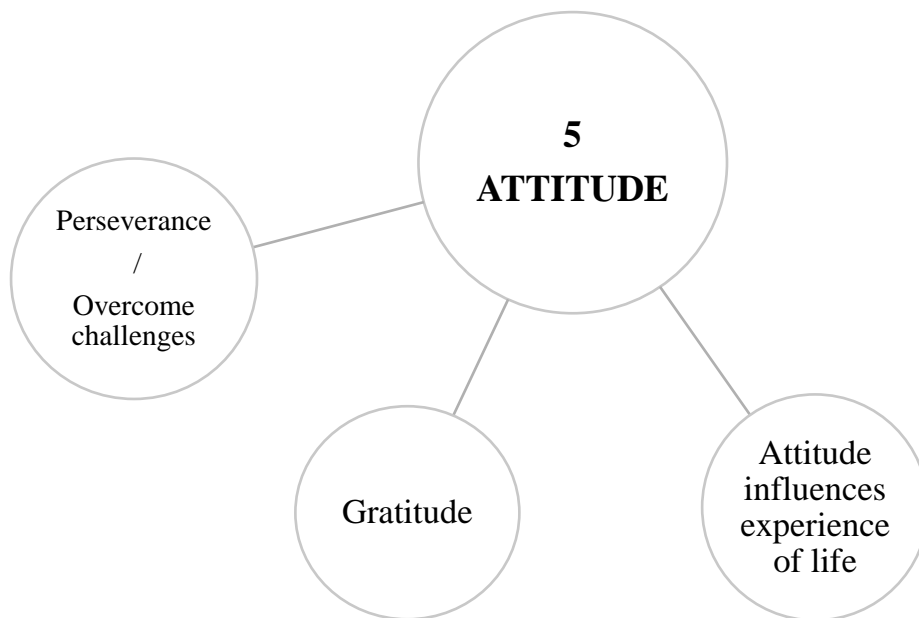 5
ATTITUDE
Perseverance
/
Overcome
challenges
Gratitude
Attitude
influences
experience
of life